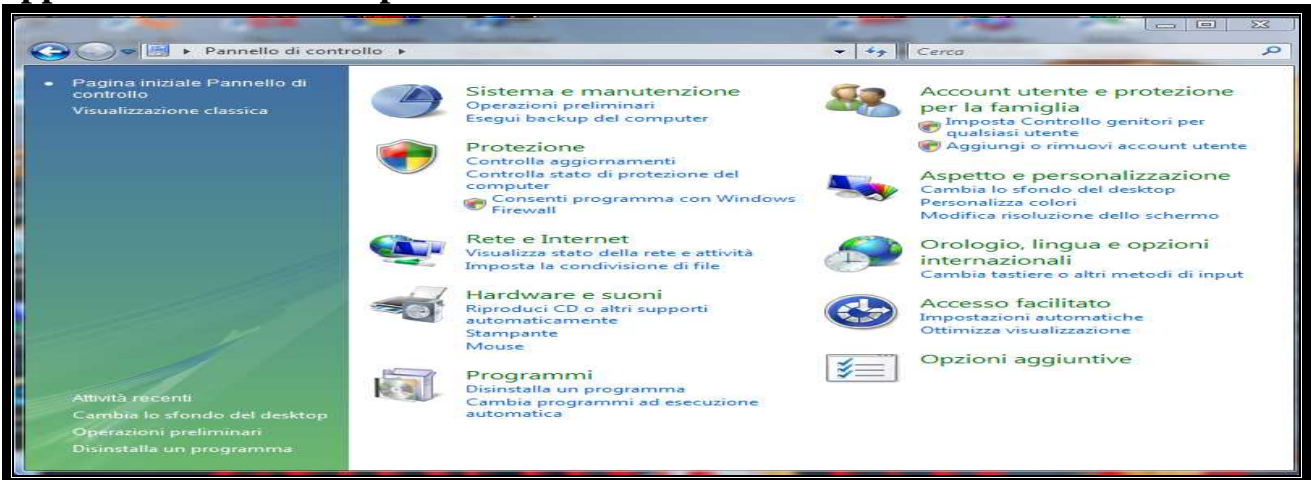 Pannello di controllo
Cerca
Pagina iniziale Pannello di
controllo
Visualizzazione classica
Attività recenti
Cambia lo sfondo del desktop
Operazioni preliminari
Disinstalla un programma
Sistema e manutenzione
Operazioni preliminari
Esegui backup del computer
Protezione
Controlla aggiornamenti
Controlla stato di protezione del
computer
Consenti programma con Windows
Firewall
Rete e Internet
Visualizza stato della rete e attività
Imposta la condivisione di file
Hardware e suoni
Riproduci CD o altri supporti
automaticamente
Stampante
Mouse
Programmi
Disinstalla un programma
Cambia programmi ad esecuzione
automatica
Account utente e protezione
per la famiglia
Imposta Controllo genitori per
qualsiasi utente
Aggiungi o rimuovi account utente
Aspetto e personalizzazione
Cambia lo sfondo del desktop
Personalizza colori
Modifica risoluzione dello schermo
Orologio, lingua e opzioni
internazionali
Cambia tastiere o altri metodi di input
Accesso facilitato
Impostazioni automatiche
Ottimizza visualizzazione
Opzioni aggiuntive